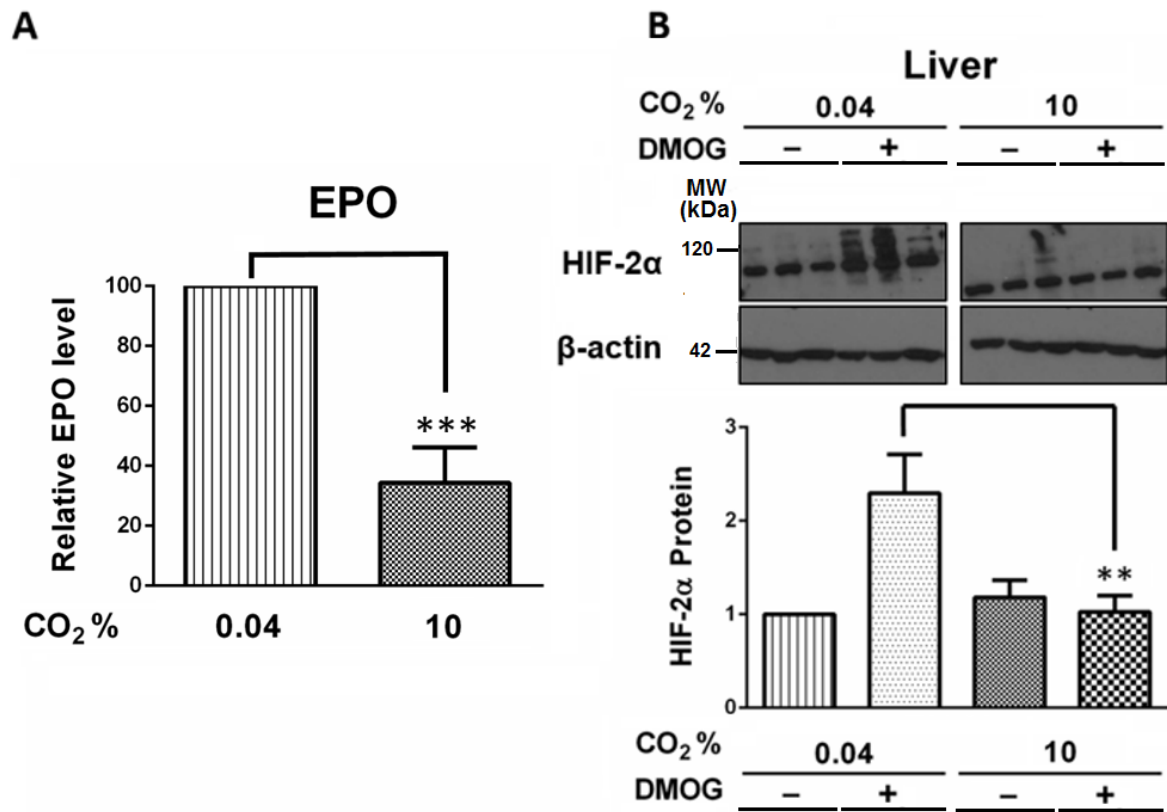 A
EPO
Relative EPO level
100
80
60
40
20
0
***
CO2 % 0.04 10
B
Liver
CO2 % 0.04 10
DMOG − + − +
MW
(kDa)
HIF-2α 120
β-actin 42
HIF-2α Protein
3
2
1
0
**
CO2 % 0.04 10
DMOG − + − +